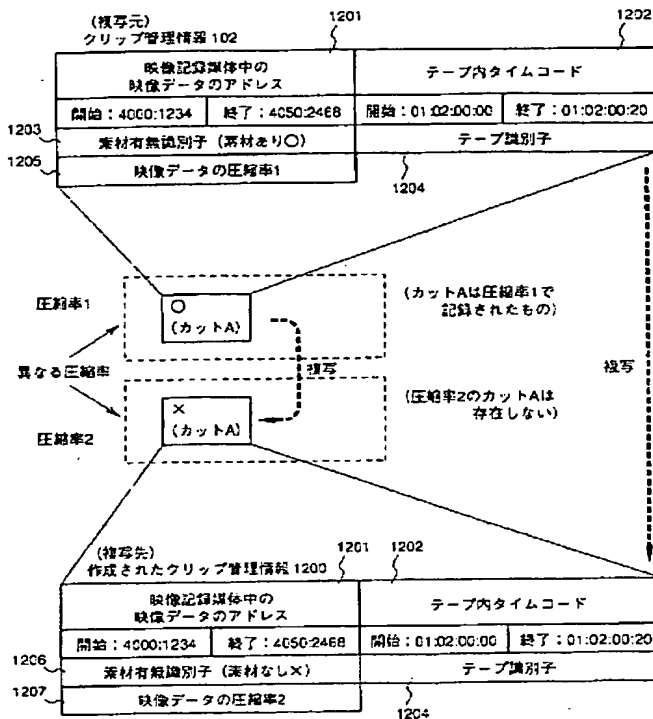 (複写元)
クリップ管理情報 102
1201
1202
映像記録媒体中の
映像データのアドレス
テープ内タイムコード
開始:4000:1234
終了:4050:2468
開始:01:02:00:00
終了:01:02:00:20
1203
素材有無識別子 (素材あり○)
テープ識別子
1205
映像データの圧縮率1
1204
圧縮率1
○
(カットA)
(カットAは圧縮率1で
記録されたもの)
異なる圧縮率
複写
複写
×
(カットA)
(圧縮率2のカットAは
存在しない)
圧縮率2
(複写先)
作成されたクリップ管理情報 1200
1201
1202
映像記録媒体中の
映像データのアドレス
テープ内タイムコード
開始:4000:1234
終了:4050:2468
開始:01:02:00:00
終了:01:02:00:20
1206
素材有無識別子 (素材なし×)
テープ識別子
1207
映像データの圧縮率2
1204